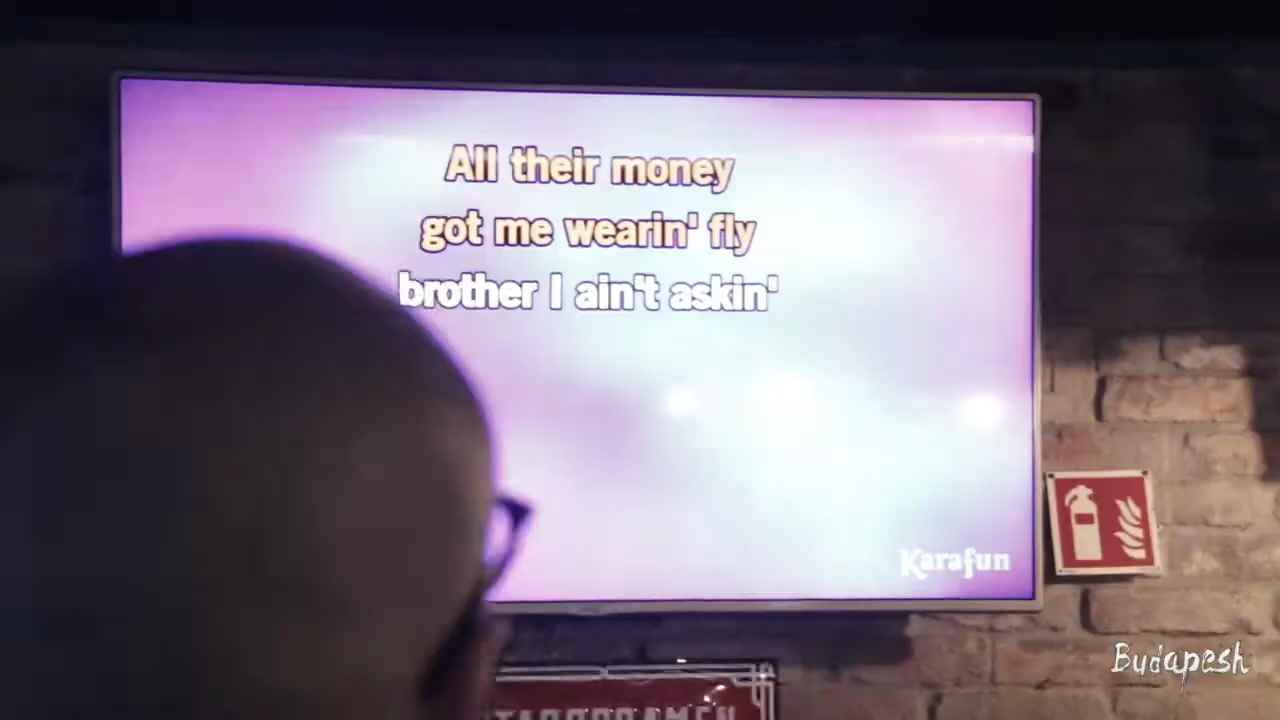 All their money
got me wearin' fly
brother I ain't askin'
Karafun
Budapesh